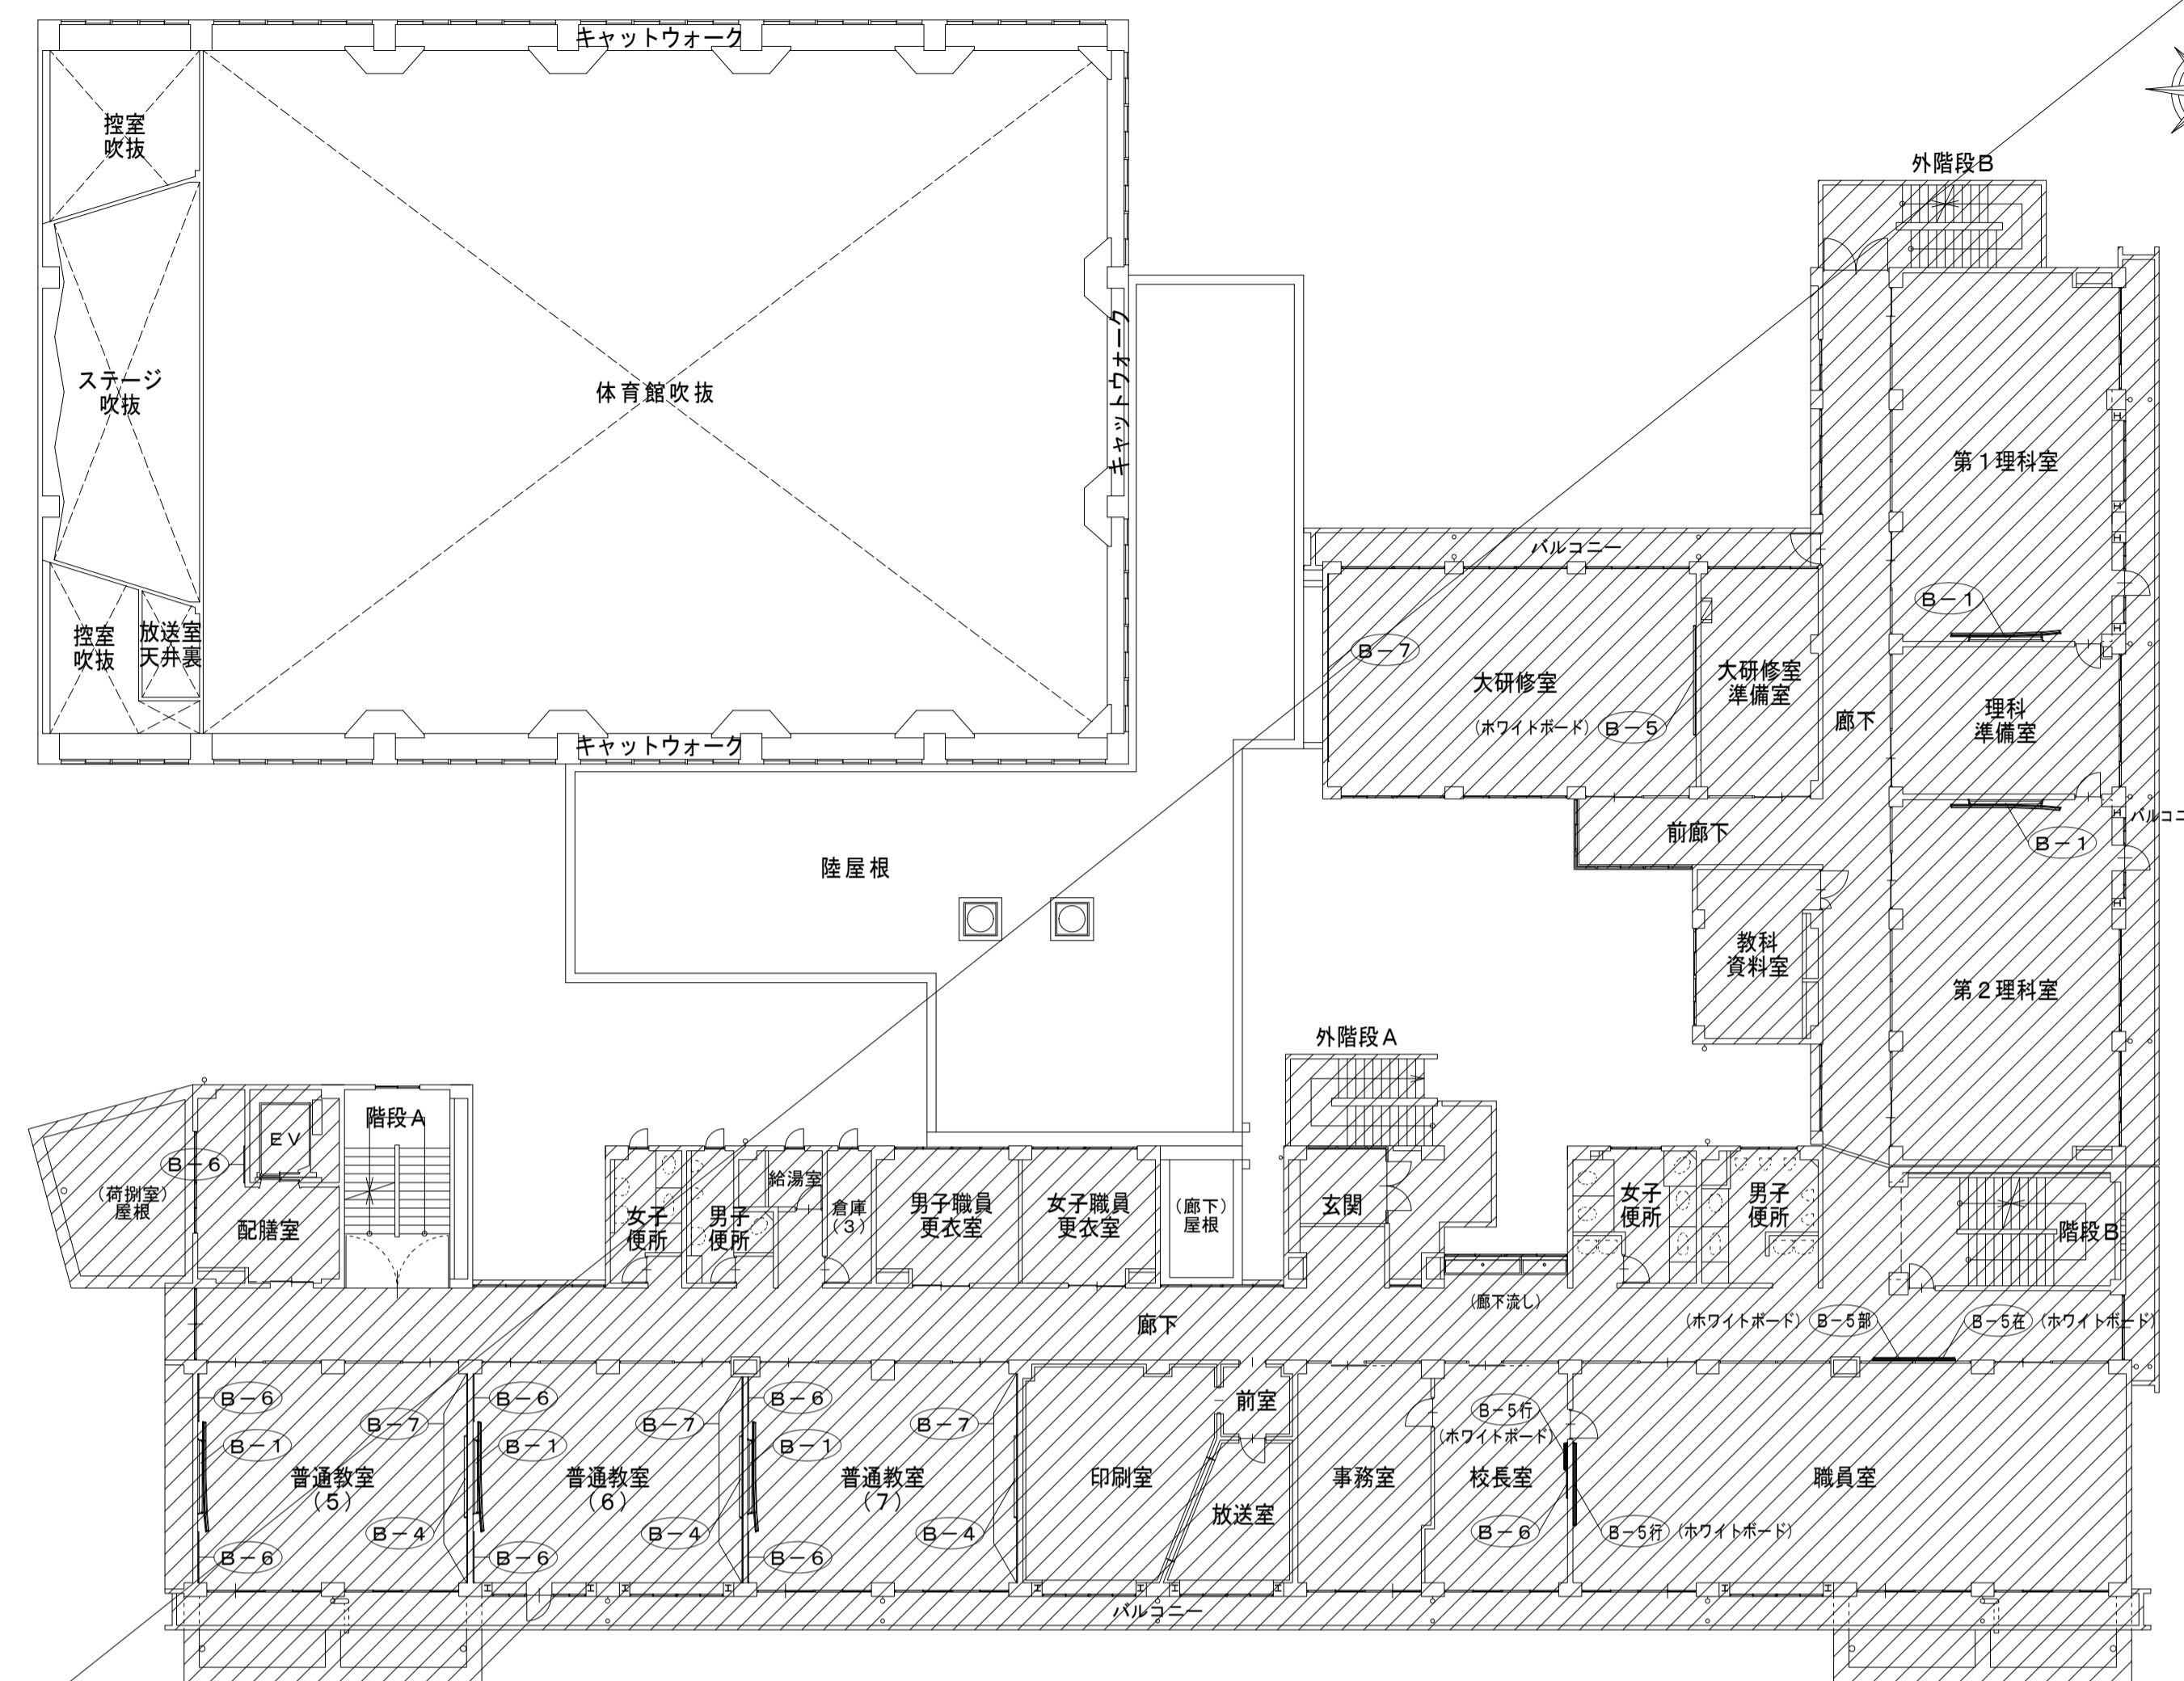 キャットウォーク
控室
吹抜
外階段B
ステージ
吹抜
体育館吹抜
キャットウォーク
第1理科室
バルコニー
B-1
控室
吹抜
放送室
天井裏
B-7
大研修室
(ホワイトボード)
B-5
大研修室
準備室
廊下
理科
準備室
キャットウォーク
バルコニ
前廊下
B-1
陸屋根
教科
資料室
第2理科室
外階段A
階段A
EV
B-6
(荷捌室)
屋根
配膳室
女子
便所
男子
便所
給湯室
倉庫
(3)
男子職員
更衣室
女子職員
更衣室
(廊下)
屋根
玄関
女子
便所
男子
便所
階段B
(廊下流し)
廊下
(ホワイトボード)
B-5部
B-5在
(ホワイトボード)
B-6
B-7
B-1
普通教室
(5)
B-4
B-6
B-6
B-7
B-1
普通教室
(6)
B-4
B-6
B-6
B-7
B-1
普通教室
(7)
B-4
B-6
印刷室
前室
放送室
事務室
B-5行
(ホワイトボード)
校長室
B-6
職員室
B-5行
(ホワイトボード)
バルコニー